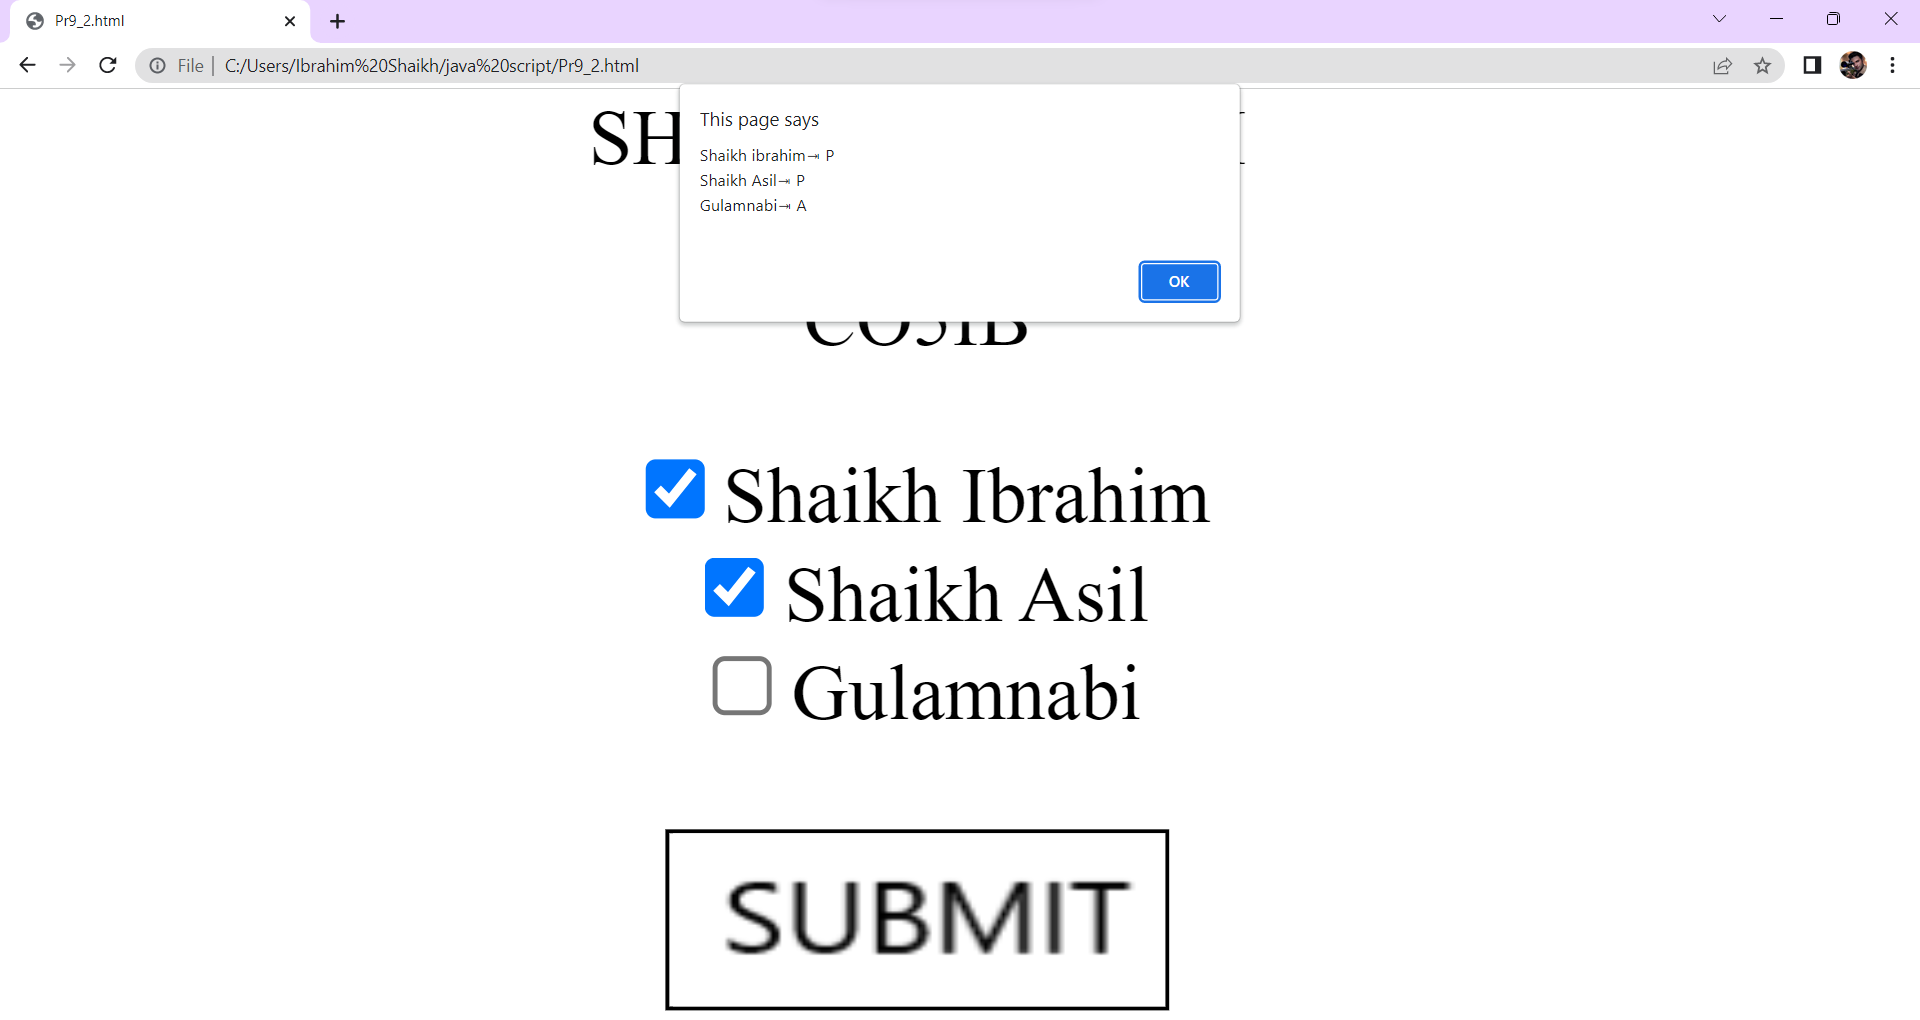 Pr9_2.html
File | C:/Users/Ibrahim%20Shaikh/java%20script/Pr9_2.html
This page says
Shaikh ibrahim⇥ P
Shaikh Asil⇥ P
Gulamnabi⇥ A
OK
CO5IB
Shaikh Ibrahim
Shaikh Asil
Gulamnabi
SUBMIT